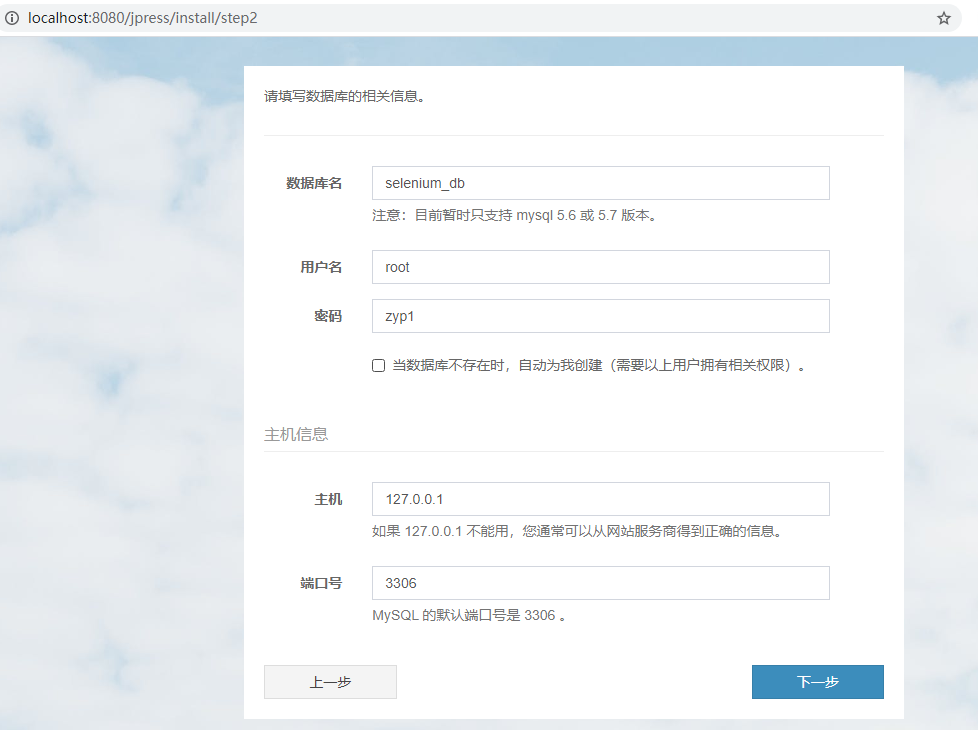 localhost:8080/jpress/install/step2
请填写数据库的相关信息。
数据库名 selenium_db
注意：目前暂时只支持 mysql 5.6 或 5.7 版本。
用户名 root
密码 zyp1
当数据库不存在时，自动为我创建（需要以上用户拥有相关权限）。
主机信息
主机 127.0.0.1
如果 127.0.0.1 不能用，您通常可以从网站服务商得到正确的信息。
端口号 3306
MySQL 的默认端口号是 3306 。
上一步 下一步